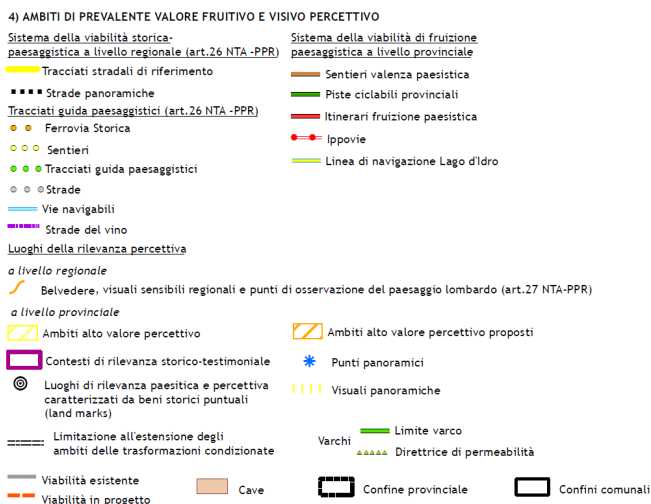 4) AMBITI DI PREVALENTE VALORE FRUITIVO E VISIVO PERCETTIVO
Sistema della viabilità storica-
paesaggistica a livello regionale (art.26 NTA -PPR)
Tracciati stradali di riferimento
Strade panoramiche
Tracciati guida paesaggistici (art.26 NTA -PPR)
Ferrovia Storica
Sentieri
Tracciati guida paesaggistici
Strade
Vie navigabili
Strade del vino
Sistema della viabilità di fruizione
paesaggistica a livello provinciale
Sentieri valenza paesistica
Piste ciclabili provinciali
Itinerari fruizione paesistica
Ippovie
Linea di navigazione Lago d'Idro
Luoghi della rilevanza percettiva
a livello regionale
Belvedere, visuali sensibili regionali e punti di osservazione del paesaggio lombardo (art.27 NTA-PPR)
a livello provinciale
Ambiti alto valore percettivo
Contesti di rilevanza storico-testimoniale
Luoghi di rilevanza paesitica e percettiva
caratterizzati da beni storici puntuali
(land marks)
Ambiti alto valore percettivo proposti
Punti panoramici
Visuali panoramiche
Limitazione all'estensione degli
ambiti delle trasformazioni condizionate
Varchi
Limite varco
Direttrice di permeabilità
Viabilità esistente
Viabilità in progetto
Cave
Confine provinciale
Confini comunali